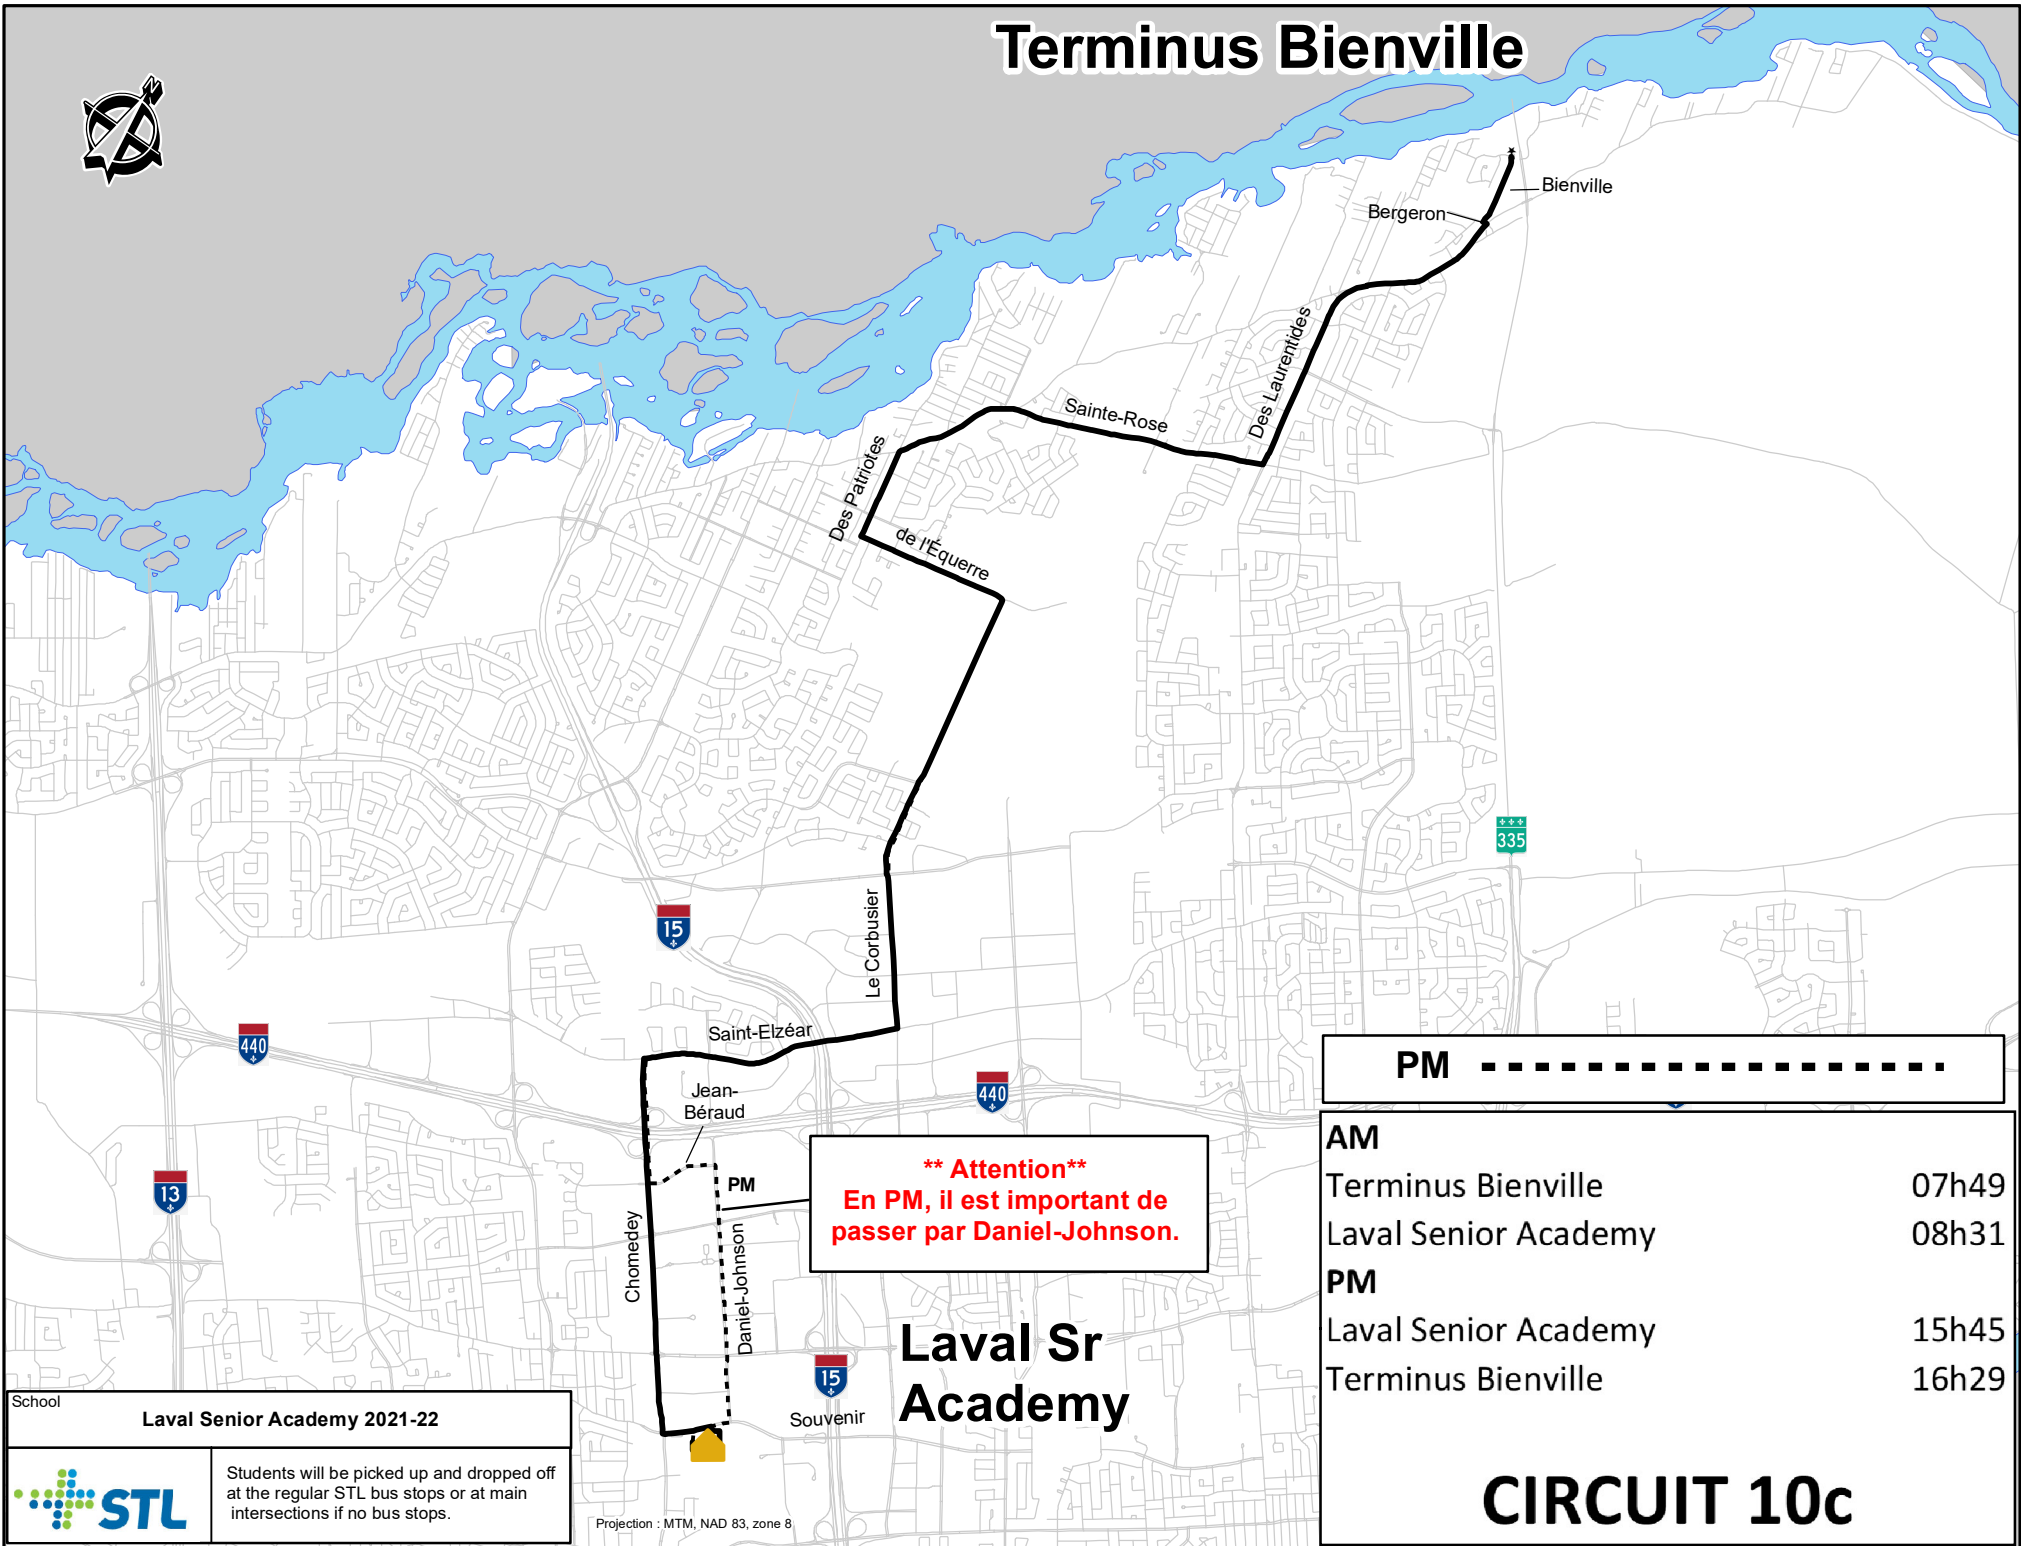 Terminus Bienville
N
Bienville
Bergeron
Des Laurentides
Sainte-Rose
Des Patriotes
de l'Équerre
335
Le Corbusier
15
Saint-Elzéar
440
Jean-
Béraud
440
PM
13
Chomedey
Daniel-Johnson
** Attention**
En PM, il est important de
passer par Daniel-Johnson.
15
Souvenir
Laval Sr
Academy
PM
AM
Terminus Bienville 07h49
Laval Senior Academy 08h31
PM
Laval Senior Academy 15h45
Terminus Bienville 16h29
CIRCUIT 10c
School
Laval Senior Academy 2021-22
STL
Students will be picked up and dropped off
at the regular STL bus stops or at main
intersections if no bus stops.
Projection : MTM, NAD 83, zone 8